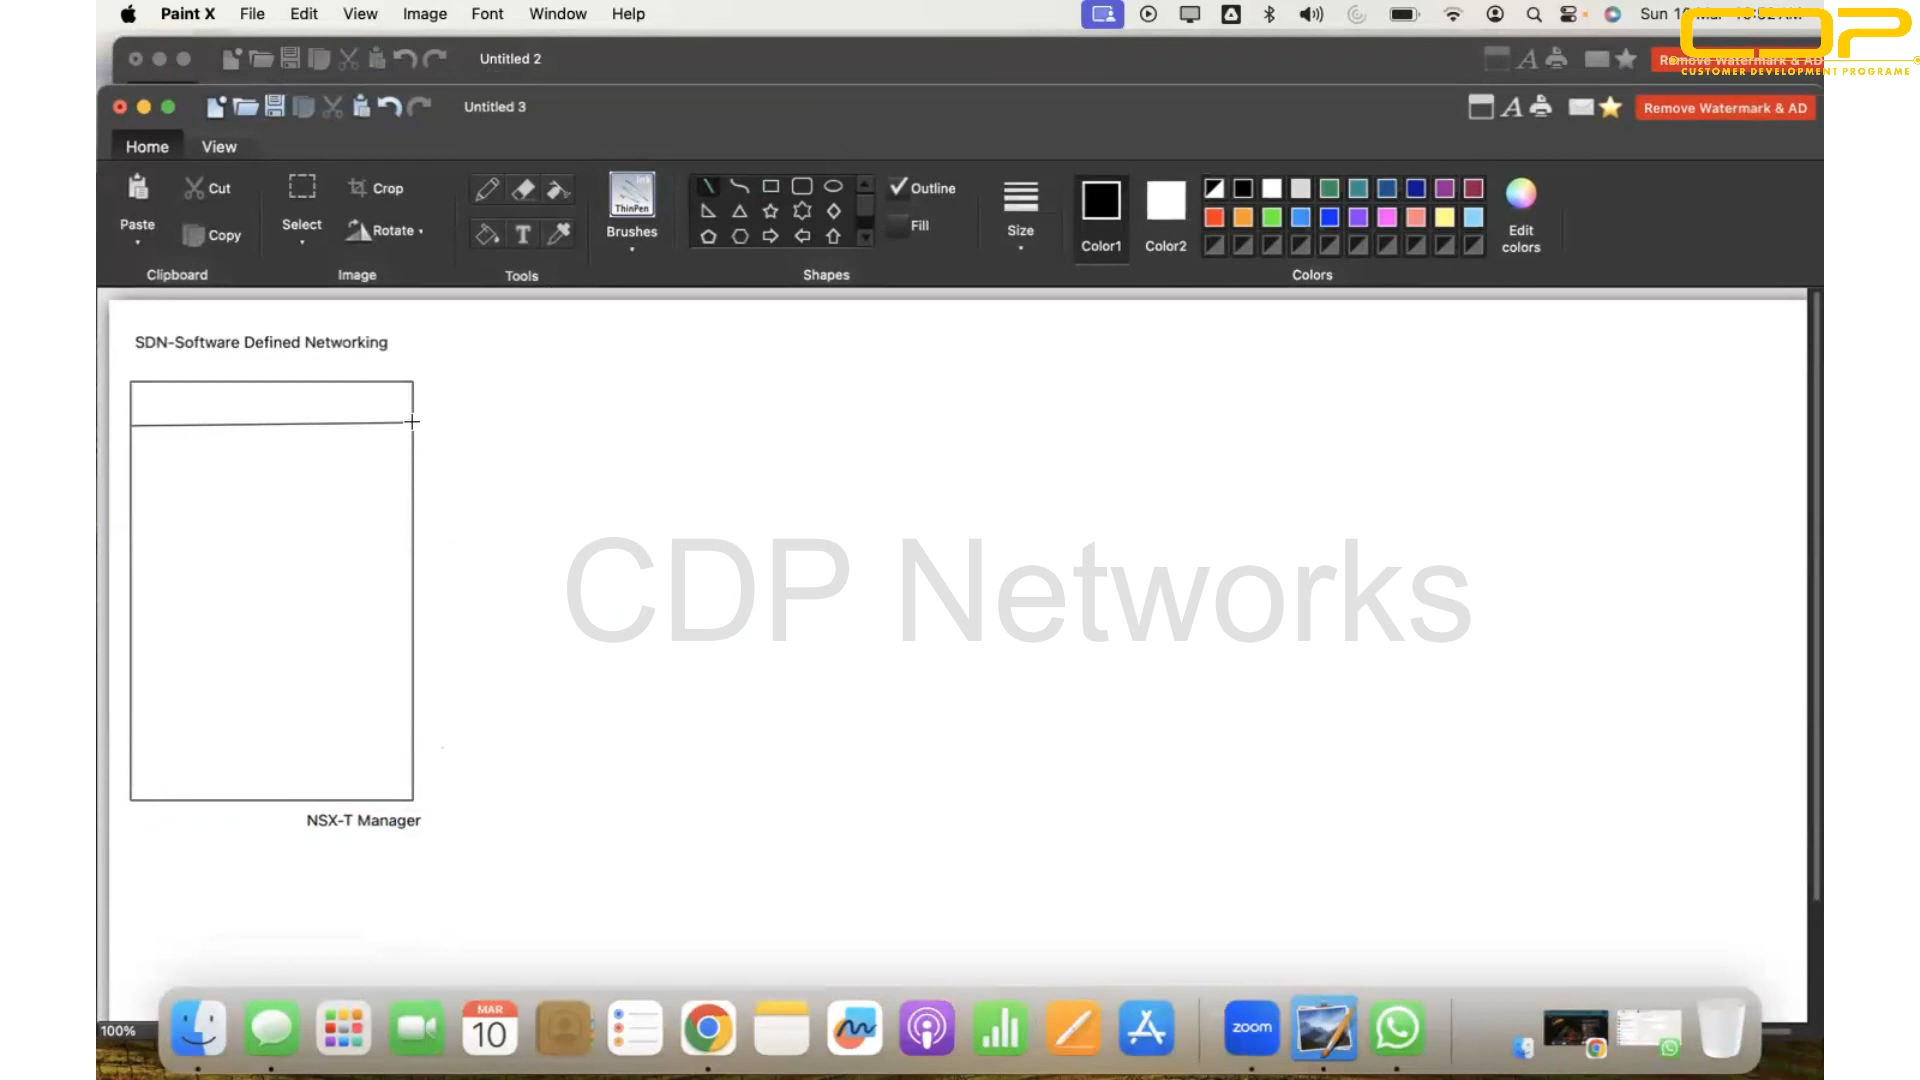 Paint X File Edit View Image Font Window Help
CDP
CUSTOMER DEVELOPMENT PROGRAME
Untitled 2
Untitled 3
Remove Watermark & AD
Home View
Cut
Paste
Copy
Clipboard
Select
Crop
Rotate
Image
Tools
ThinPen
Brushes
Shapes
Outline
Fill
Size
Color1
Color2
Edit
colors
Colors
SDN-Software Defined Networking
CDP Networks
NSX-T Manager
100%
MAR
10
zoom